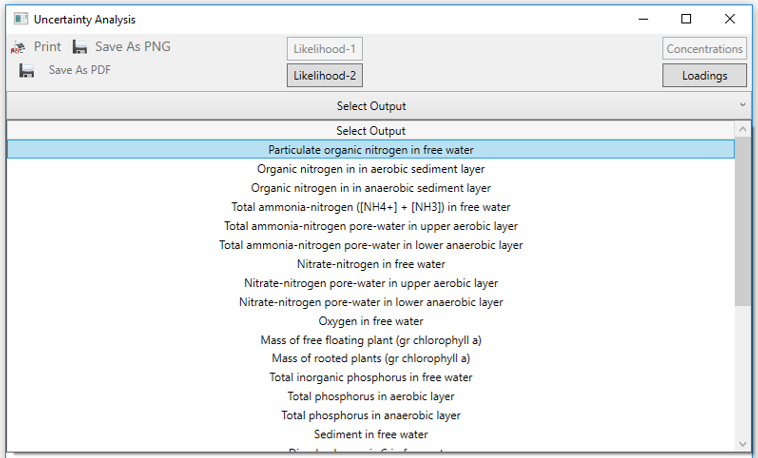 Uncertainty Analysis
Print Save As PNG Likelihood-1 Concentrations
Save As PDF Likelihood-2 Loadings
Select Output
Select Output
Particulate organic nitrogen in free water
Organic nitrogen in in aerobic sediment layer
Organic nitrogen in in anaerobic sediment layer
Total ammonia-nitrogen ([NH4+] + [NH3]) in free water
Total ammonia-nitrogen pore-water in upper aerobic layer
Total ammonia-nitrogen pore-water in lower anaerobic layer
Nitrate-nitrogen in free water
Nitrate-nitrogen pore-water in upper aerobic layer
Nitrate-nitrogen pore-water in lower anaerobic layer
Oxygen in free water
Mass of free floating plant (gr chlorophyll a)
Mass of rooted plants (gr chlorophyll a)
Total inorganic phosphorus in free water
Total phosphorus in aerobic layer
Total phosphorus in anaerobic layer
Sediment in free water